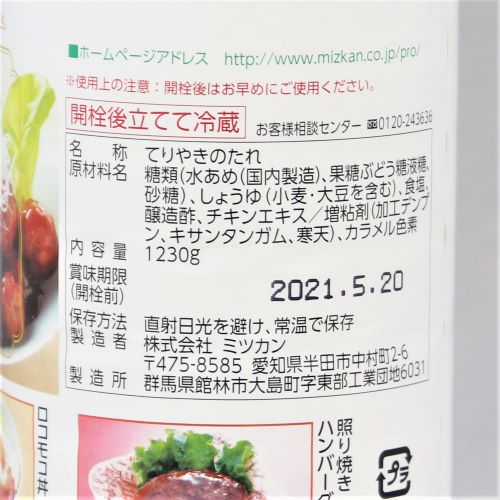 ■ホームページアドレス http://www.mizkan.co.jp/pro/
※使用上の注意：開栓後はお早めにご使用ください。
開栓後立てて冷蔵 お客様相談センター 0120-243636
名称 てりやきのたれ
原材料名 糖類(水あめ(国内製造)、果糖ぶどう糖液糖、
砂糖)、しょうゆ(小麦・大豆を含む)、食塩、
醸造酢、チキンエキス／増粘剤(加工デンプ
ン、キサンタンガム、寒天)、カラメル色素
内容量 1230g
賞味期限
(開栓前) 2021.5.20
保存方法 直射日光を避け、常温で保存
製造者 株式会社 ミツカン
〒475-8585 愛知県半田市中村町2-6
製造所 群馬県館林市大島町字東部工業団地6031
照り焼き
ハンバーグ
ロコモコ丼
プラ